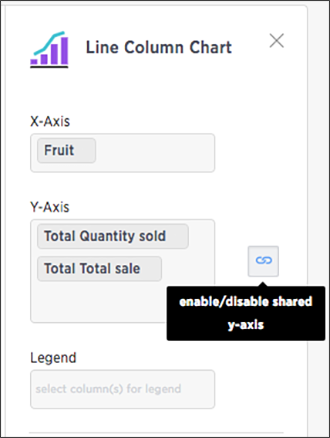 Line Column Chart
X-Axis
Fruit
Y-Axis
Total Quantity sold
Total Total sale
enable/disable shared
y-axis
Legend
select column(s) for legend